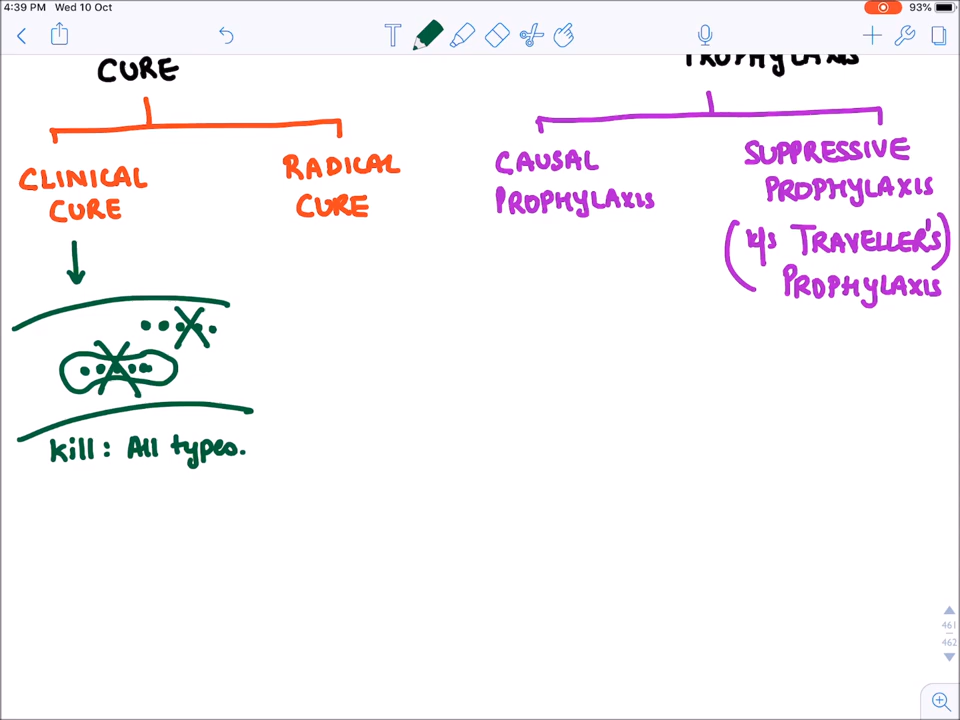 4:39 PM Wed 10 Oct
93%
T
CURE
PROPHYLAXIS
CLINICAL
CURE
RADICAL
CURE
CAUSAL
PROPHYLAXIS
SUPPRESSIVE
PROPHYLAXIS
(k/s TRAVELLER'S)
PROPHYLAXIS
kill: All types.
461
462